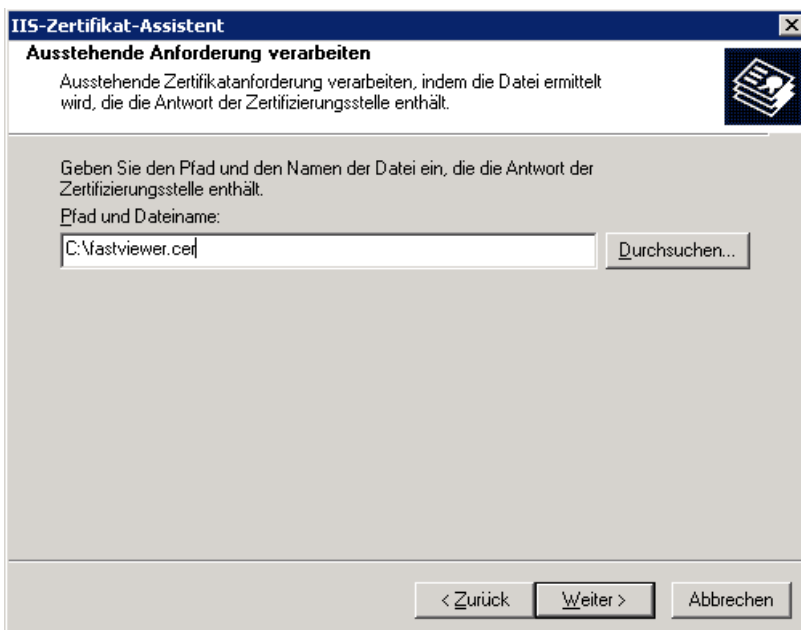 IIS-Zertifikat-Assistent
Ausstehende Anforderung verarbeiten
Ausstehende Zertifikatanforderung verarbeiten, indem die Datei ermittelt
wird, die die Antwort der Zertifizierungsstelle enthält.
Geben Sie den Pfad und den Namen der Datei ein, die die Antwort der
Zertifizierungsstelle enthält.
Pfad und Dateiname:
C:\fastviewer.cer
Durchsuchen...
< Zurück
Weiter >
Abbrechen